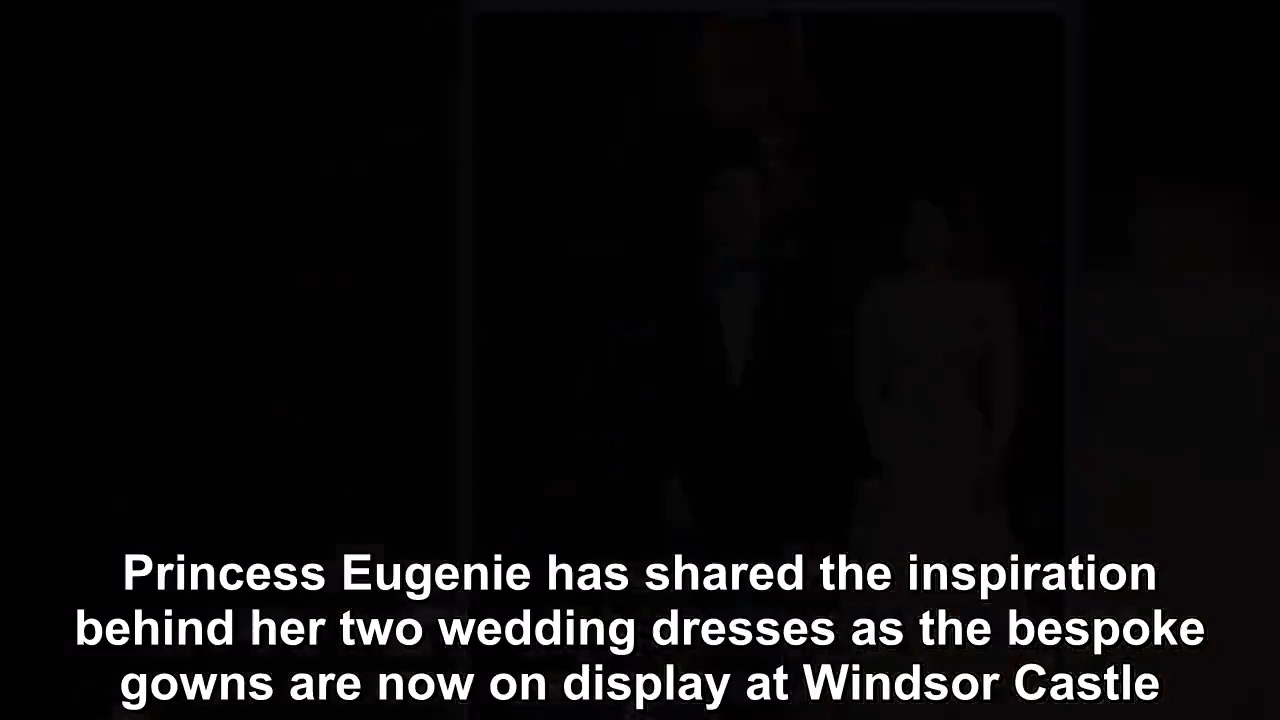 Princess Eugenie has shared the inspiration
behind her two wedding dresses as the bespoke
gowns are now on display at Windsor Castle